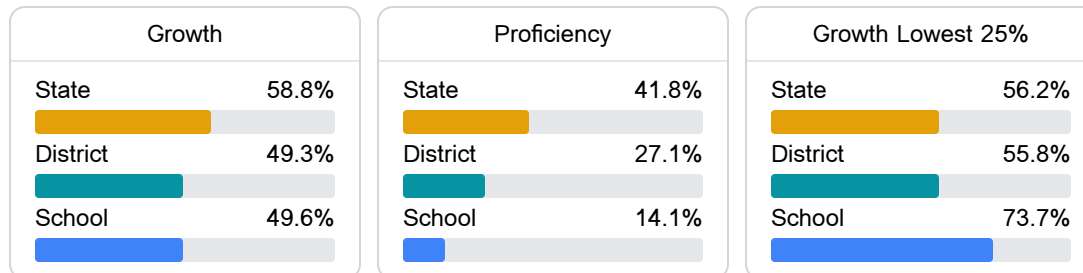 Growth
State 58.8%
District 49.3%
School 49.6%
Proficiency
State 41.8%
District 27.1%
School 14.1%
Growth Lowest 25%
State 56.2%
District 55.8%
School 73.7%